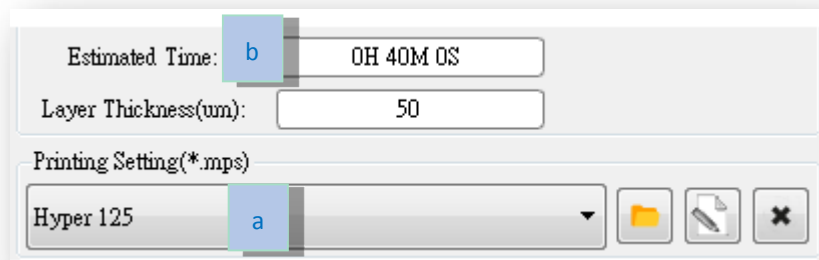 Estimated Time: b 0H 40M 0S
Layer Thickness(um): 50
Printing Setting(*.mps)
Hyper 125 a